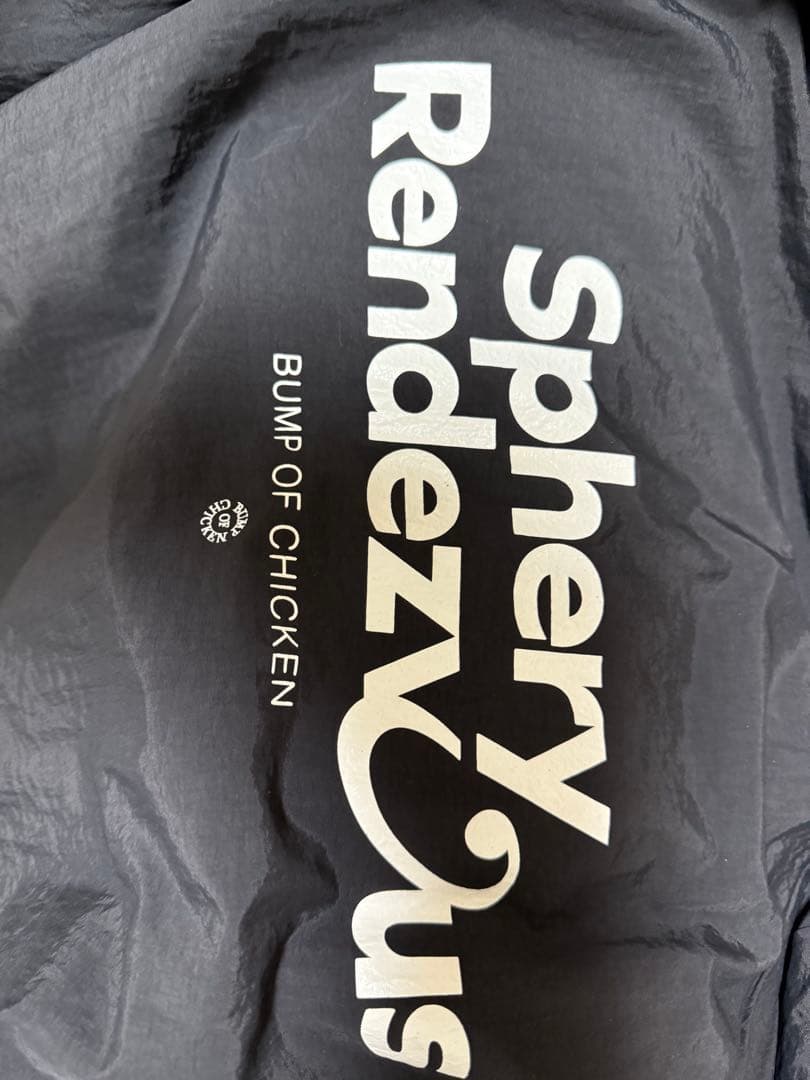 Sphery
Rendezvous
BUMP OF CHICKEN
BUMP
OF
CHICKEN